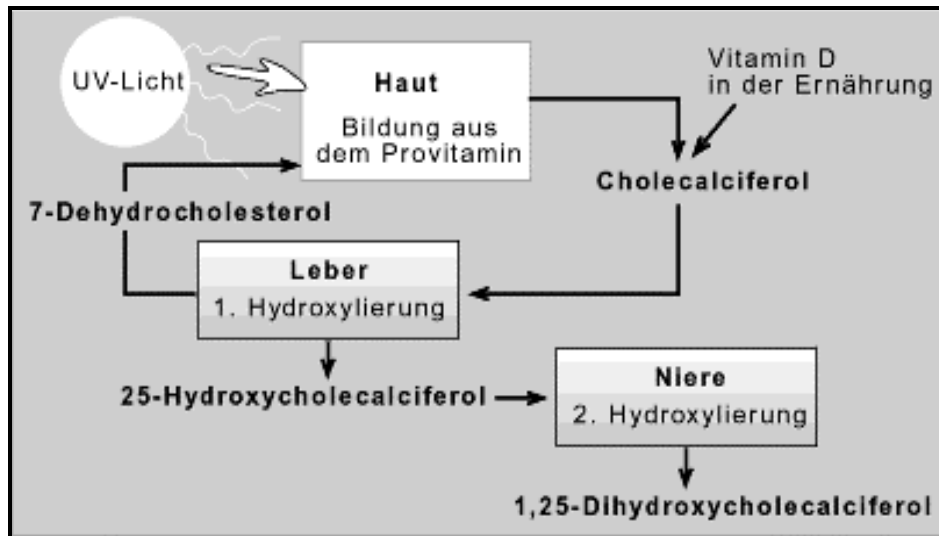 UV-Licht
Haut
Bildung aus
dem Provitamin
Vitamin D
in der Ernährung
Cholecalciferol
7-Dehydrocholesterol
Leber
1. Hydroxylierung
25-Hydroxycholecalciferol
Niere
2. Hydroxylierung
1,25-Dihydroxycholecalciferol